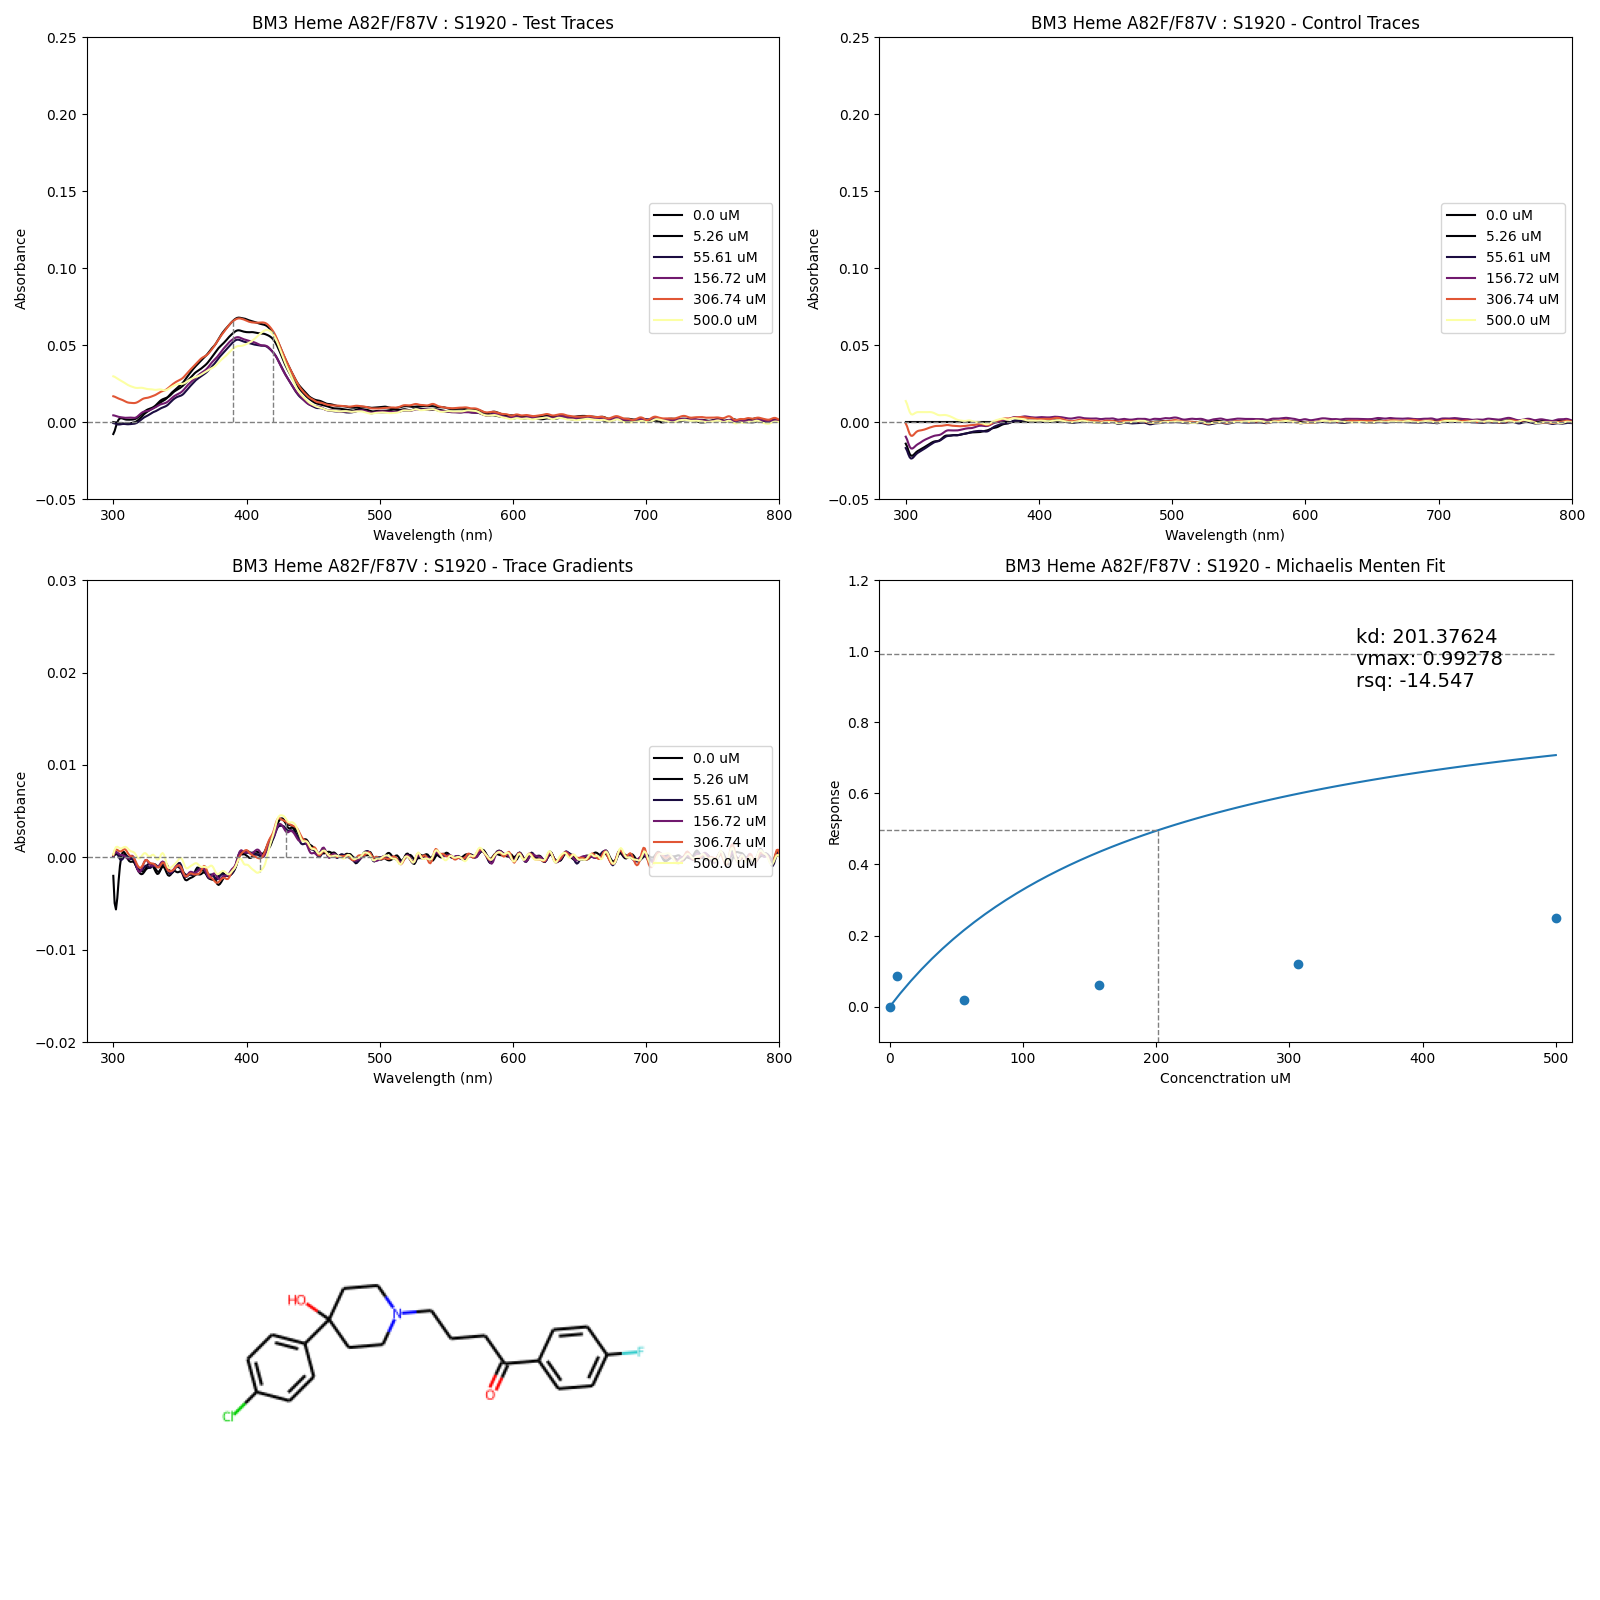 BM3 Heme A82F/F87V : S1920 - Test Traces
0.25
0.20
0.15
0.10
0.05
0.00
−0.05
Absorbance
0.0 uM
5.26 uM
55.61 uM
156.72 uM
306.74 uM
500.0 uM
300 400 500 600 700 800
Wavelength (nm)
BM3 Heme A82F/F87V : S1920 - Control Traces
0.25
0.20
0.15
0.10
0.05
0.00
−0.05
Absorbance
0.0 uM
5.26 uM
55.61 uM
156.72 uM
306.74 uM
500.0 uM
300 400 500 600 700 800
Wavelength (nm)
BM3 Heme A82F/F87V : S1920 - Trace Gradients
0.03
0.02
0.01
0.00
−0.01
−0.02
Absorbance
0.0 uM
5.26 uM
55.61 uM
156.72 uM
306.74 uM
500.0 uM
300 400 500 600 700 800
Wavelength (nm)
BM3 Heme A82F/F87V : S1920 - Michaelis Menten Fit
1.2
1.0
0.8
0.6
0.4
0.2
0.0
Response
kd: 201.37624
vmax: 0.99278
rsq: -14.547
0 100 200 300 400 500
Concenctration uM
HO
N
F
O
Cl